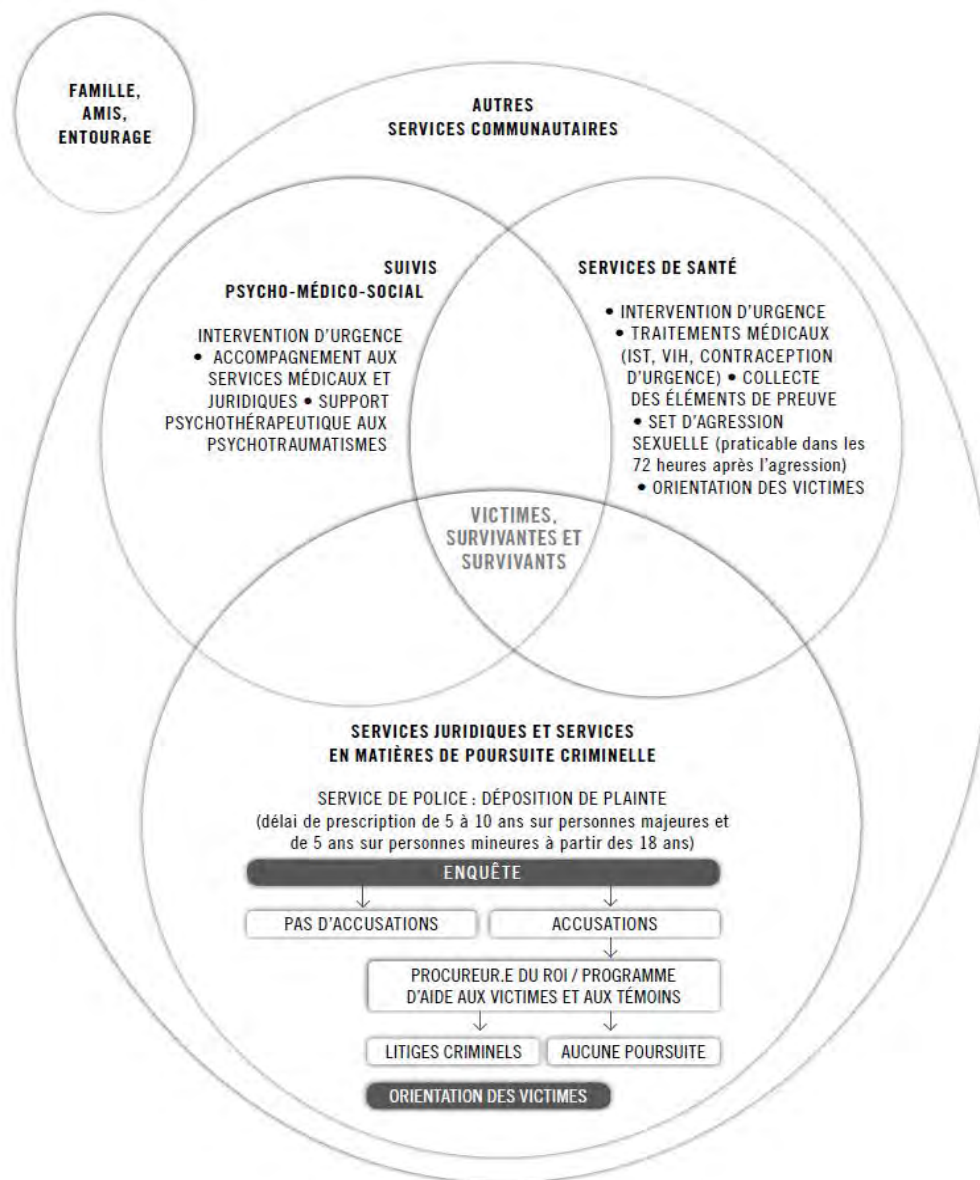 FAMILLE,
AMIS,
ENTOURAGE
AUTRES
SERVICES COMMUNAUTAIRES
SUIVIS
PSYCHO-MÉDICO-SOCIAL
INTERVENTION D'URGENCE
• ACCOMPAGNEMENT AUX
SERVICES MÉDICAUX ET
JURIDIQUES • SUPPORT
PSYCHOTHÉRAPEUTIQUE AUX
PSYCHOTRAUMATISMES
SERVICES DE SANTÉ
• INTERVENTION D'URGENCE
• TRAITEMENTS MÉDICAUX
(IST, VIH, CONTRACEPTION
D'URGENCE) • COLLECTE
DES ÉLÉMENTS DE PREUVE
• SET D'AGRESSION
SEXUELLE (praticable dans les
72 heures après l'agression)
• ORIENTATION DES VICTIMES
VICTIMES,
SURVIVANTES ET
SURVIVANTS
SERVICES JURIDIQUES ET SERVICES
EN MATIÈRES DE POURSUITE CRIMINELLE
SERVICE DE POLICE : DÉPOSITION DE PLAINTE
(délai de prescription de 5 à 10 ans sur personnes majeures et
de 5 ans sur personnes mineures à partir des 18 ans)
ENQUÊTE
PAS D'ACCUSATIONS
ACCUSATIONS
PROCUREUR.E DU ROI / PROGRAMME
D'AIDE AUX VICTIMES ET AUX TÉMOINS
LITIGES CRIMINELS
AUCUNE POURSUITE
ORIENTATION DES VICTIMES